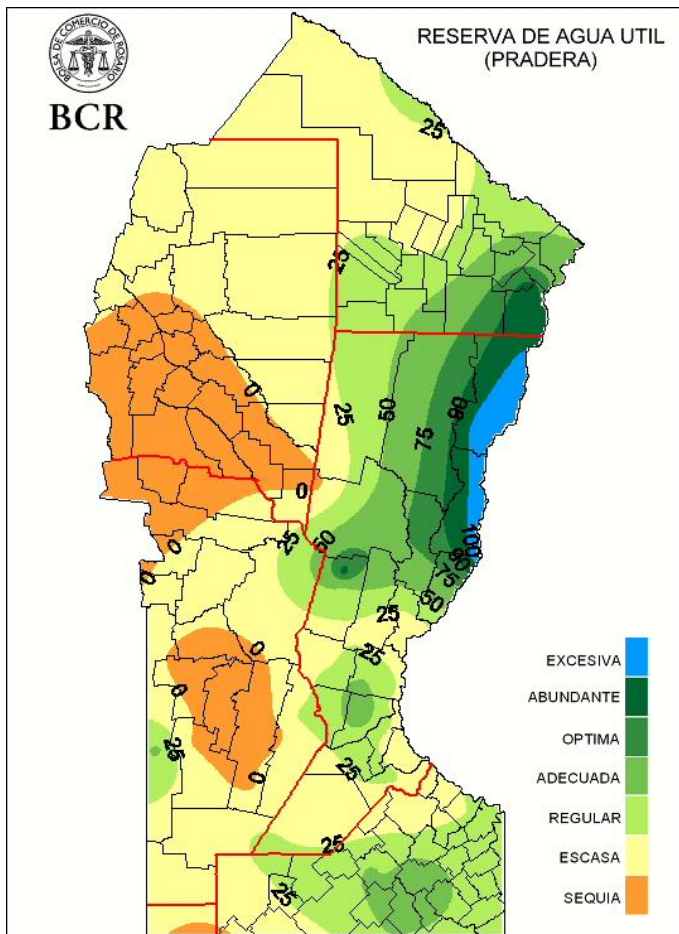 BOLSA DE COMERCIO DE ROSARIO
BCR
RESERVA DE AGUA UTIL
(PRADERA)
25
25
0
25
50
75
80
0
25
50
100
80
75
50
0
0
25
25
0
0
25
25
0
25
25
EXCESIVA
ABUNDANTE
OPTIMA
ADECUADA
REGULAR
ESCASA
SEQUIA